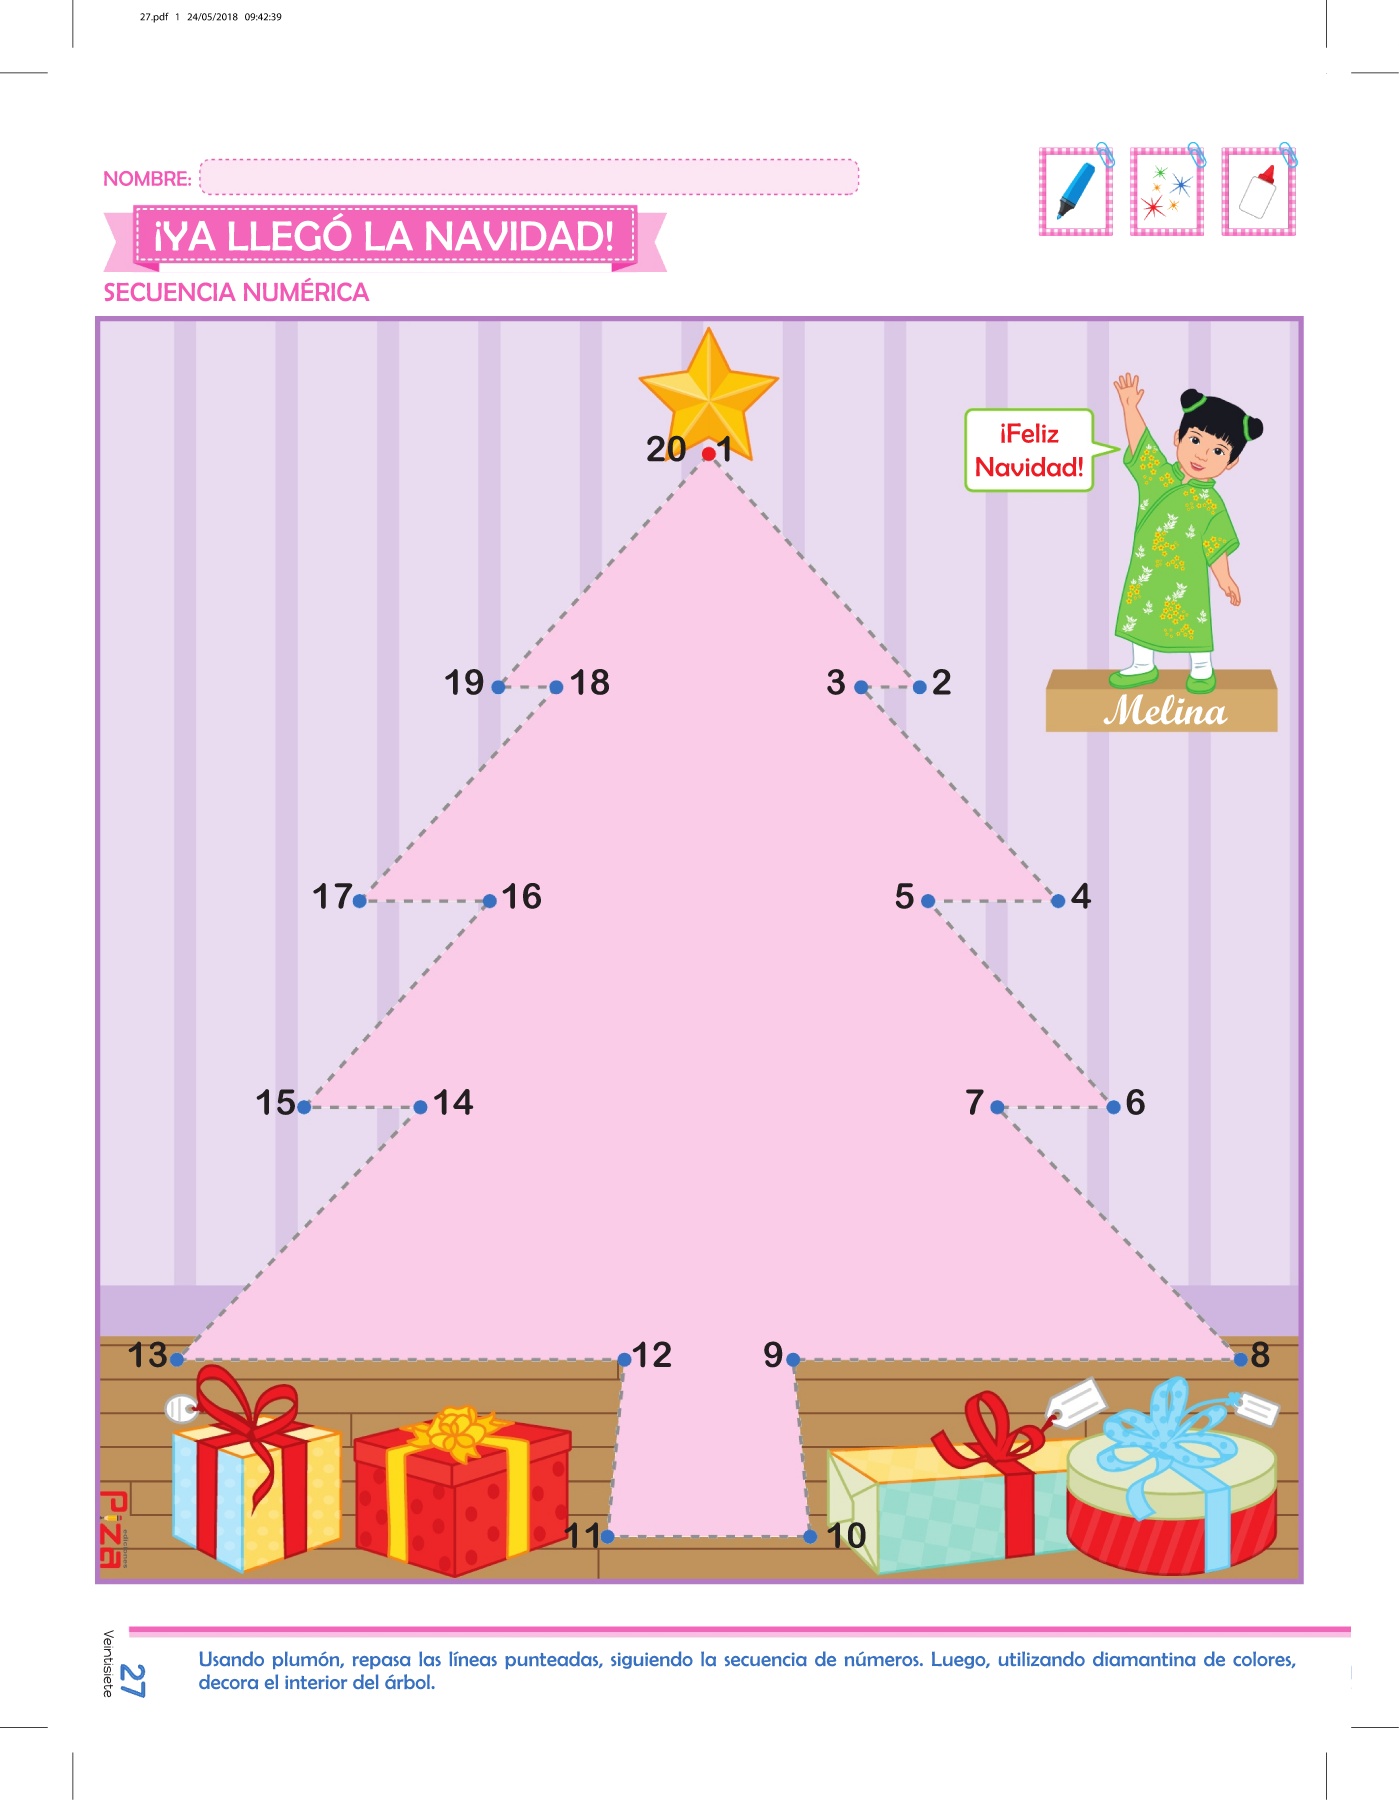 27.pdf 1 24/05/2018 09:42:39
NOMBRE:
¡YA LLEGÓ LA NAVIDAD!
SECUENCIA NUMÉRICA
¡Feliz
Navidad!
20 1
19 18 3 2
Melina
17 16 5 4
15 14 7 6
13 12 9 8
11 10
Piza
ediciones
Usando plumón, repasa las líneas punteadas, siguiendo la secuencia de números. Luego, utilizando diamantina de colores,
decora el interior del árbol.
27
Veintisiete